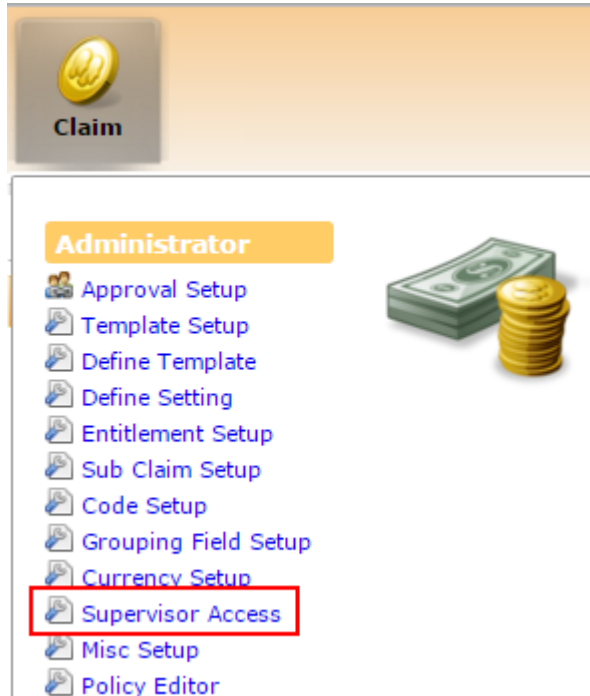 Claim
Administrator
Approval Setup
Template Setup
Define Template
Define Setting
Entitlement Setup
Sub Claim Setup
Code Setup
Grouping Field Setup
Currency Setup
Supervisor Access
Misc Setup
Policy Editor